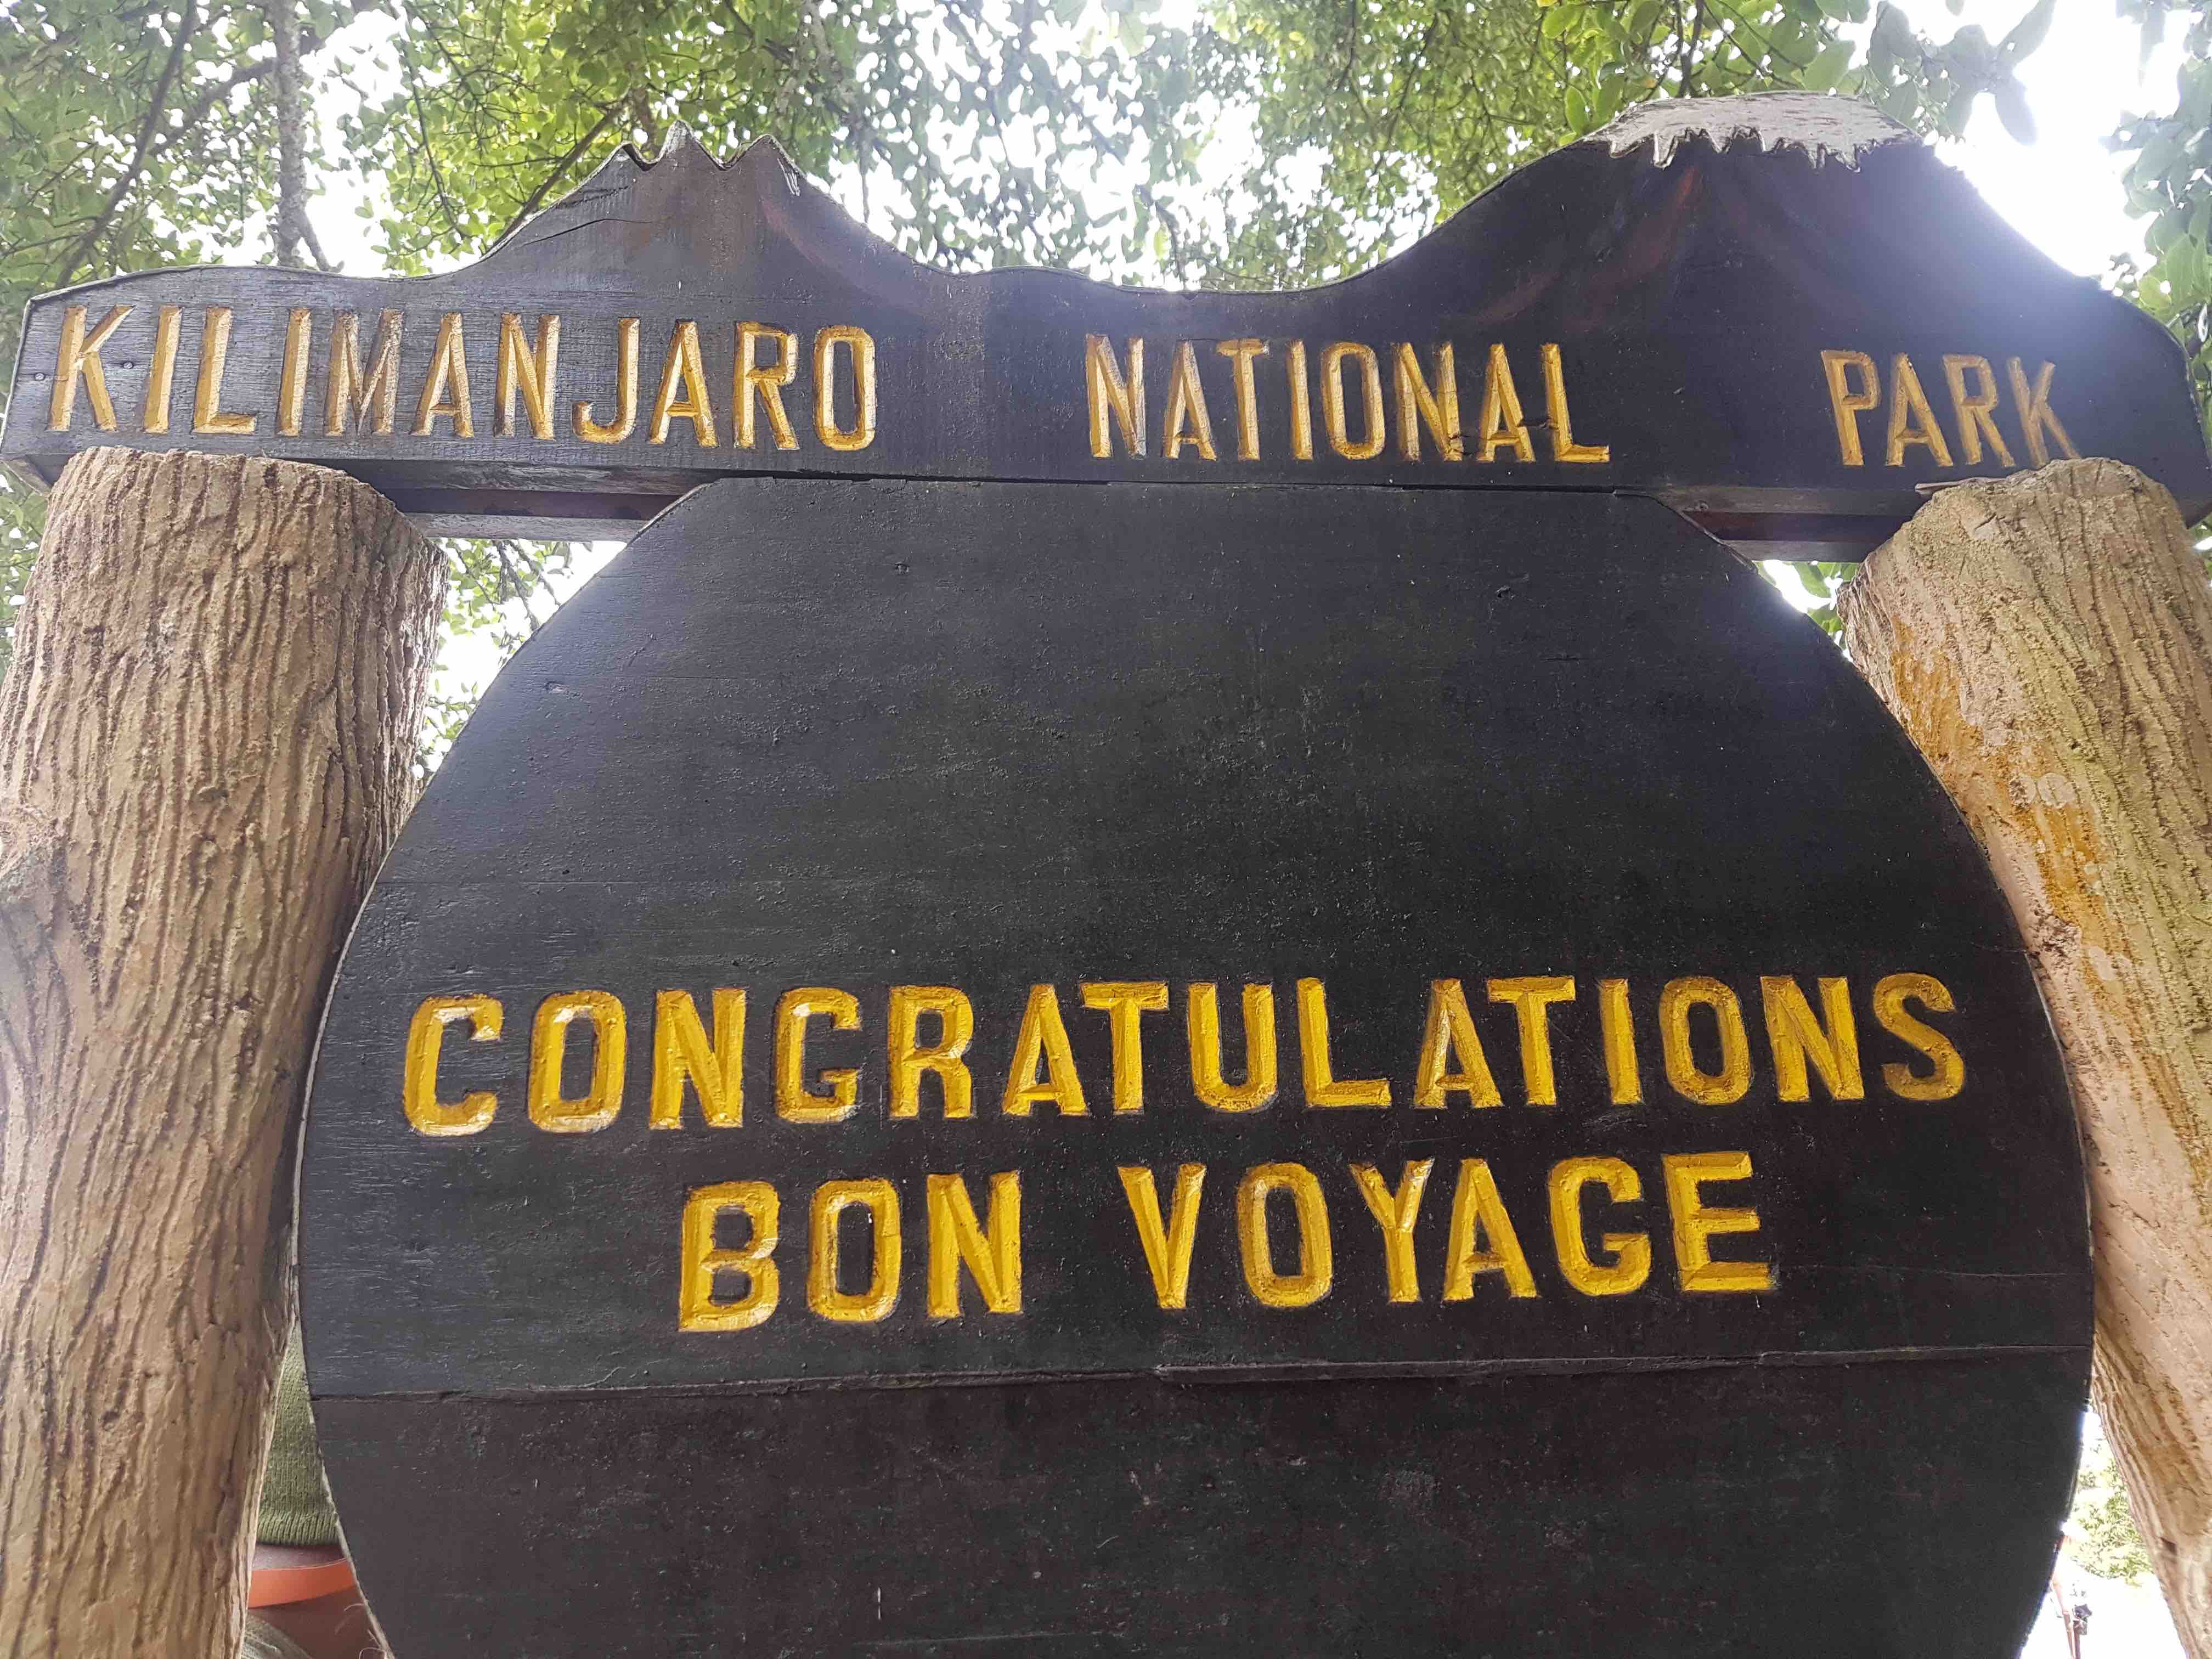 KILIMANJARO NATIONAL PARK
CONGRATULATIONS
BON VOYAGE